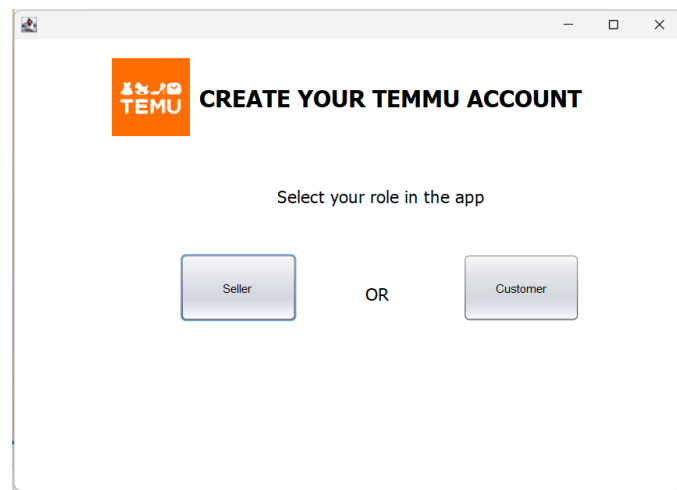 TEMU
CREATE YOUR TEMMU ACCOUNT
Select your role in the app
Seller
OR
Customer